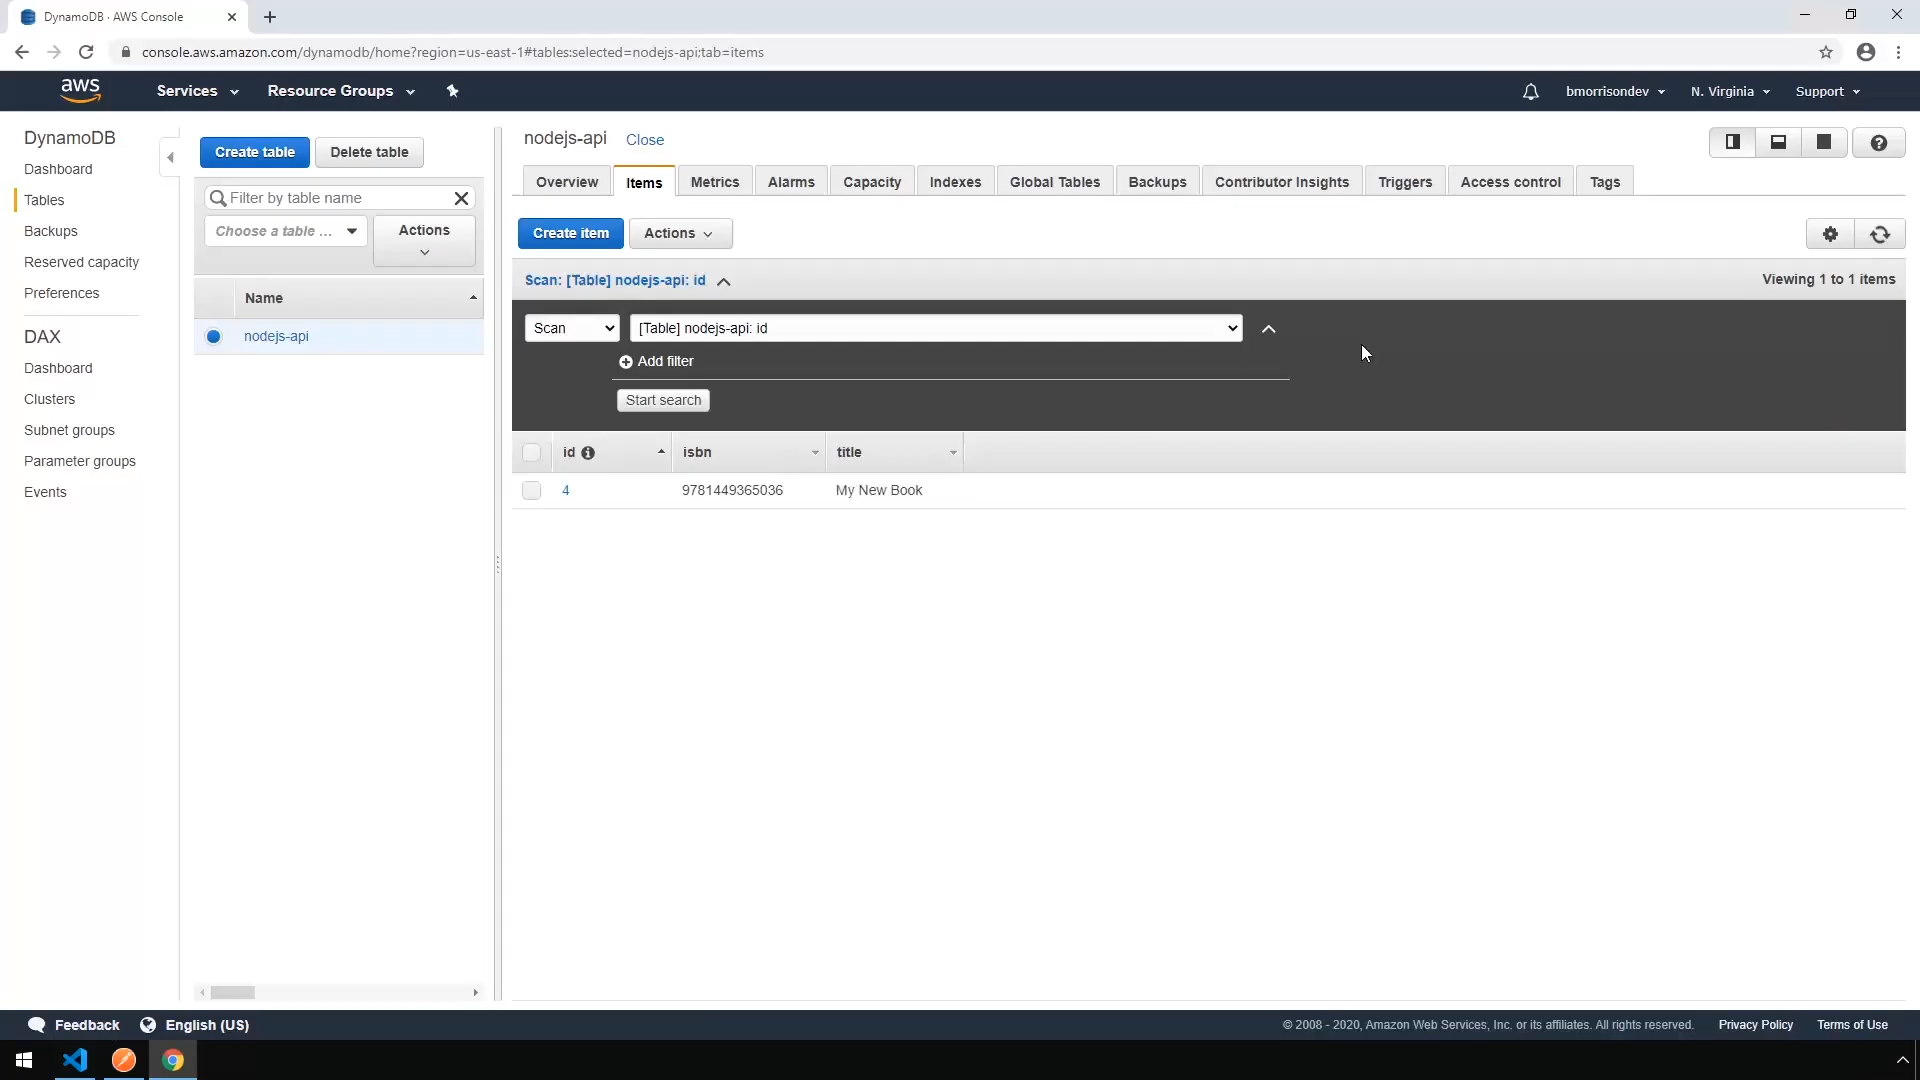 DynamoDB · AWS Console
console.aws.amazon.com/dynamodb/home?region=us-east-1#tables:selected=nodejs-api;tab=items
aws
Services
Resource Groups
bmorrisondev
N. Virginia
Support
DynamoDB
Dashboard
Tables
Backups
Reserved capacity
Preferences
DAX
Dashboard
Clusters
Subnet groups
Parameter groups
Events
Create table
Delete table
Filter by table name
Choose a table ...
Actions
Name
nodejs-api
nodejs-api
Close
Overview
Items
Metrics
Alarms
Capacity
Indexes
Global Tables
Backups
Contributor Insights
Triggers
Access control
Tags
Create item
Actions
Scan: [Table] nodejs-api: id
Viewing 1 to 1 items
Scan
[Table] nodejs-api: id
Add filter
Start search
id
isbn
title
4
9781449365036
My New Book
Feedback
English (US)
© 2008 - 2020, Amazon Web Services, Inc. or its affiliates. All rights reserved.
Privacy Policy
Terms of Use